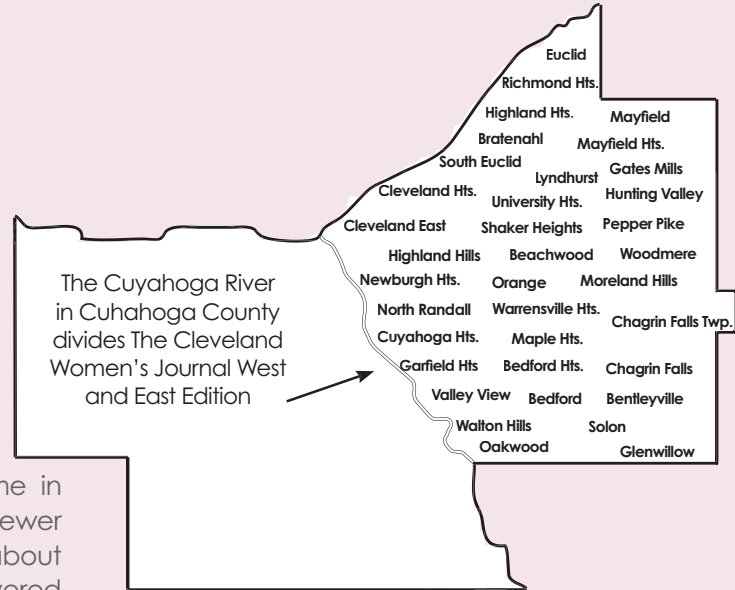 Euclid
Richmond Hts.
Highland Hts.
Mayfield
Bratenahl
Mayfield Hts.
South Euclid
Gates Mills
Lyndhurst
Cleveland Hts.
Hunting Valley
University Hts.
Cleveland East
Shaker Heights
Pepper Pike
Highland Hills
Beachwood
Woodmere
Newburgh Hts.
Orange
Moreland Hills
North Randall
Warrensville Hts.
Chagrin Falls Twp.
Cuyahoga Hts.
Maple Hts.
Garfield Hts
Bedford Hts.
Chagrin Falls
Valley View
Bedford
Bentleyville
Walton Hills
Solon
Oakwood
Glenwillow
The Cuyahoga River
in Cuhahoga County
divides The Cleveland
Women's Journal West
and East Edition
in